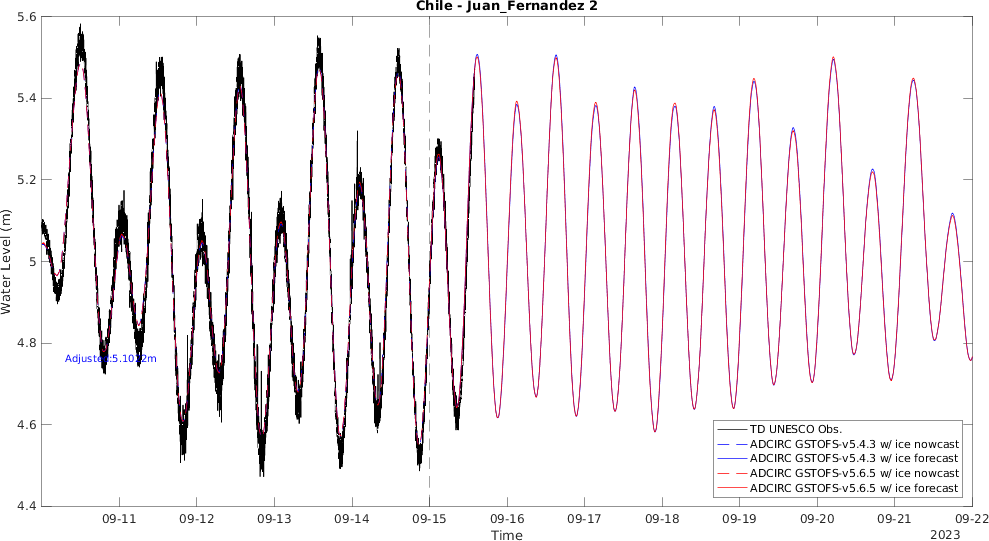 Chile - Juan_Fernandez 2
5.6
5.4
5.2
5
4.8
4.6
4.4
Water Level (m)
Adjusted:5.1022m
TD UNESCO Obs.
ADCIRC GSTOFS-v5.4.3 w/ ice nowcast
ADCIRC GSTOFS-v5.4.3 w/ ice forecast
ADCIRC GSTOFS-v5.6.5 w/ ice nowcast
ADCIRC GSTOFS-v5.6.5 w/ ice forecast
09-11 09-12 09-13 09-14 09-15 09-16 09-17 09-18 09-19 09-20 09-21 09-22
Time
2023